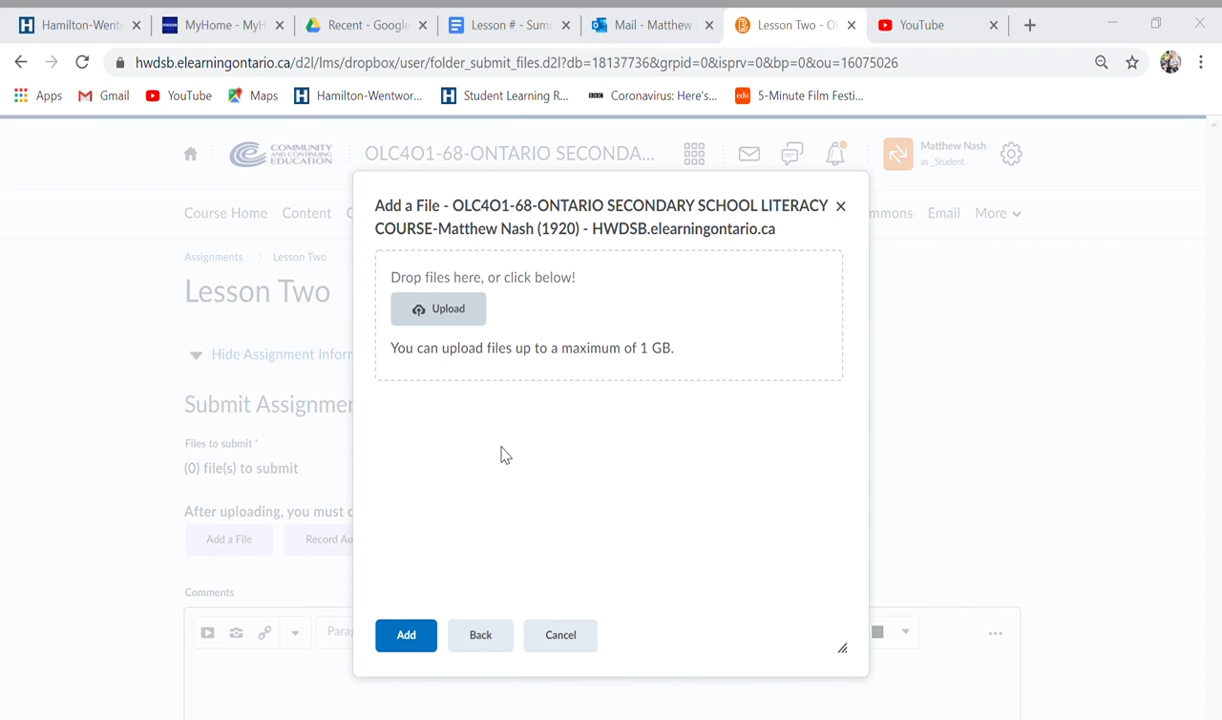 Hamilton-Wentw
MyHome - MyH
Recent - Google
Lesson # - Sum
Mail - Matthew
Lesson Two - OL
YouTube
hwdsb.elearningontario.ca/d2l/lms/dropbox/user/folder_submit_files.d2l?db=18137736&grpid=0&isprv=0&bp=0&ou=16075026
Apps
Gmail
YouTube
Maps
Hamilton-Wentwor...
Student Learning R...
Coronavirus: Here's...
edu
5-Minute Film Festi...
COMMUNITY
AND CONTINUING
EDUCATION
OLC4O1-68-ONTARIO SECONDA...
Matthew Nash
as _Student
Course Home
Content
C
mmons
Email
More
Assignments
Lesson Two
Lesson Two
Hide Assignment Inforr
Submit Assignmer
Files to submit *
(0) file(s) to submit
After uploading, you must c
Add a File
Record Au
Comments
Parag
Add a File - OLC4O1-68-ONTARIO SECONDARY SCHOOL LITERACY
COURSE-Matthew Nash (1920) - HWDSB.elearningontario.ca
Drop files here, or click below!
Upload
You can upload files up to a maximum of 1 GB.
Add
Back
Cancel